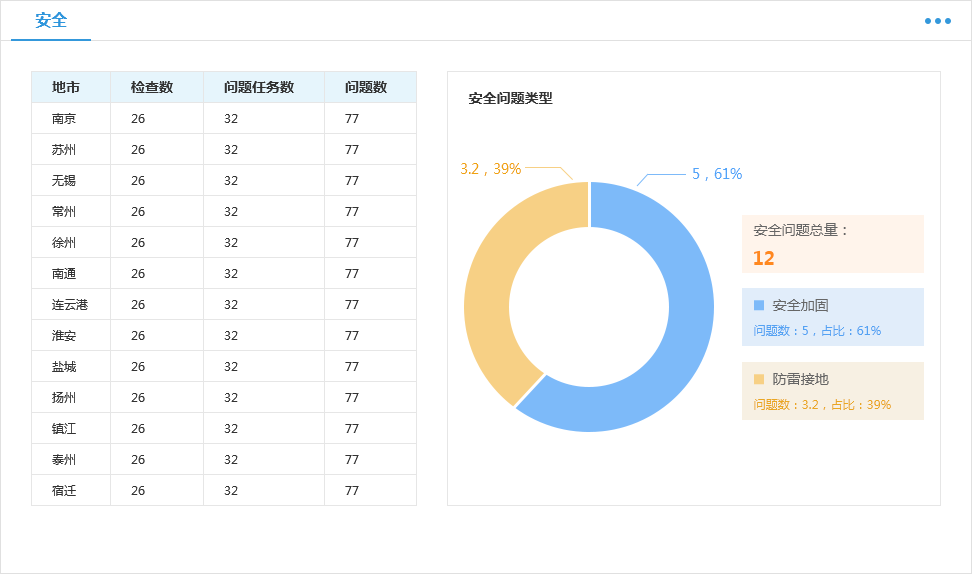 安全
地市 检查数 问题任务数 问题数
南京 26 32 77
苏州 26 32 77
无锡 26 32 77
常州 26 32 77
徐州 26 32 77
南通 26 32 77
连云港 26 32 77
淮安 26 32 77
盐城 26 32 77
扬州 26 32 77
镇江 26 32 77
泰州 26 32 77
宿迁 26 32 77
安全问题类型
3.2，39%
5，61%
安全问题总量：
12
安全加固
问题数：5，占比：61%
防雷接地
问题数：3.2，占比：39%